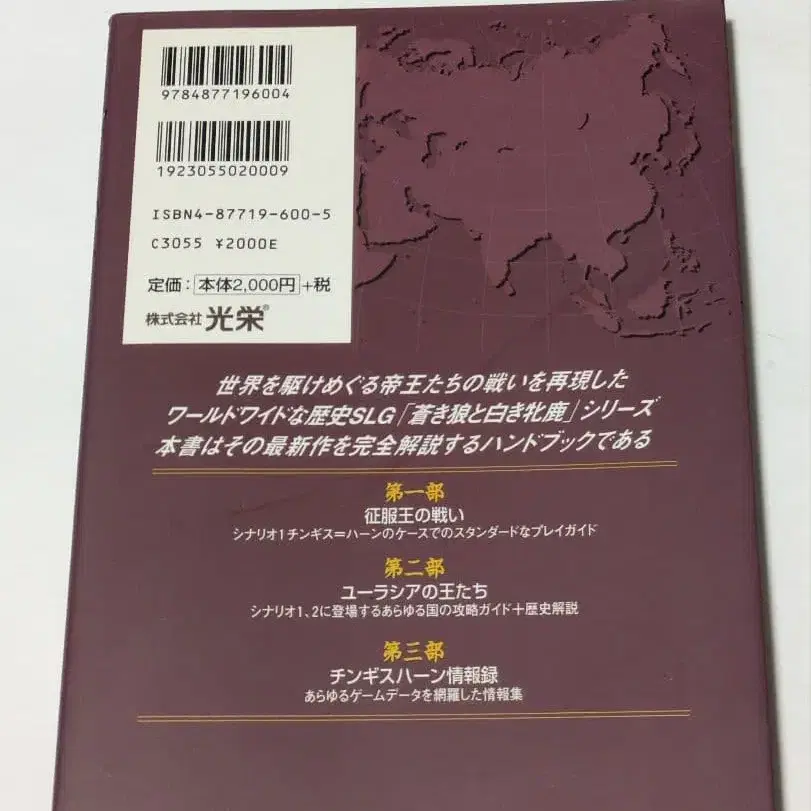 9784877196004
1923055020009
ISBN4-87719-600-5
C3055 ¥2000E
定価：本体2,000円+税
株式会社 光栄®
世界を駆けめぐる帝王たちの戦いを再現した
ワールドワイドな歴史SLG「蒼き狼と白き牝鹿」シリーズ
本書はその最新作を完全解説するハンドブックである
第一部
征服王の戦い
シナリオ1チンギス＝ハーンのケースでのスタンダードなプレイガイド
第二部
ユーラシアの王たち
シナリオ1、2に登場するあらゆる国の攻略ガイド＋歴史解説
第三部
チンギスハーン情報録
あらゆるゲームデータを網羅した情報集